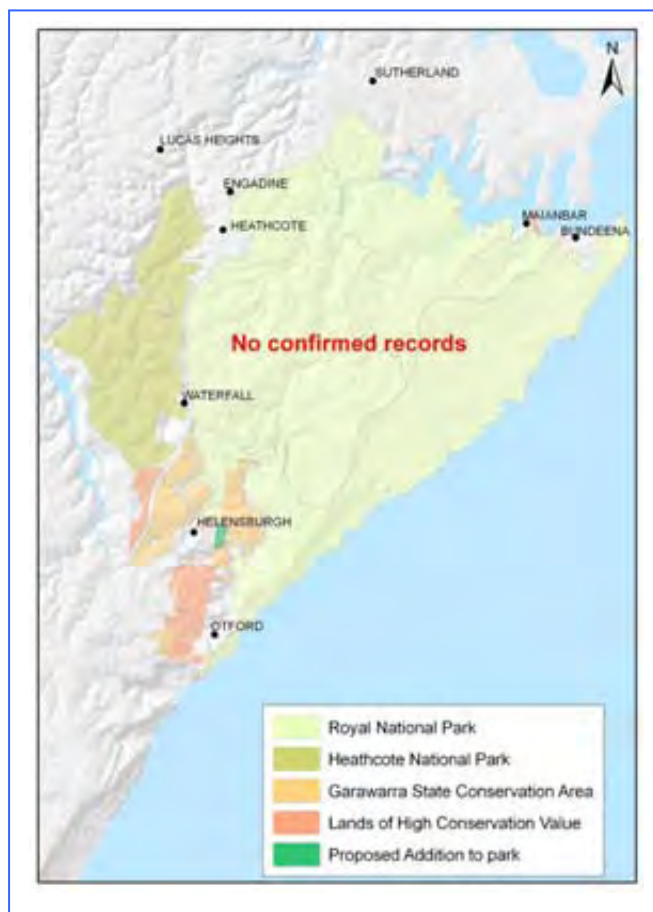 N
SUTHERLAND
LUCAS HEIGHTS
ENGADINE
HEATHCOTE
MAIANBAR
BUNDEENA
No confirmed records
WATERFALL
HELENSBURGH
OTFORD
Royal National Park
Heathcote National Park
Garawarra State Conservation Area
Lands of High Conservation Value
Proposed Addition to park